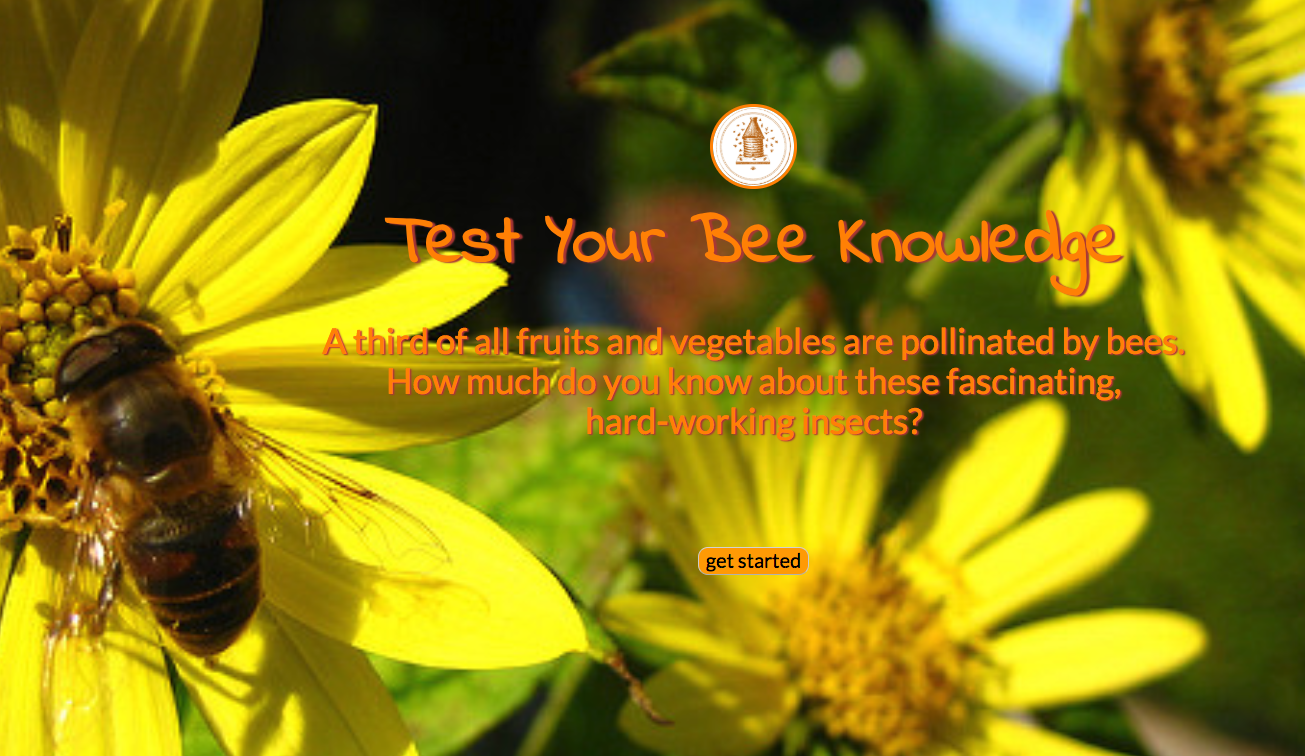 Test Your Bee Knowledge
A third of all fruits and vegetables are pollinated by bees.
How much do you know about these fascinating,
hard-working insects?
get started